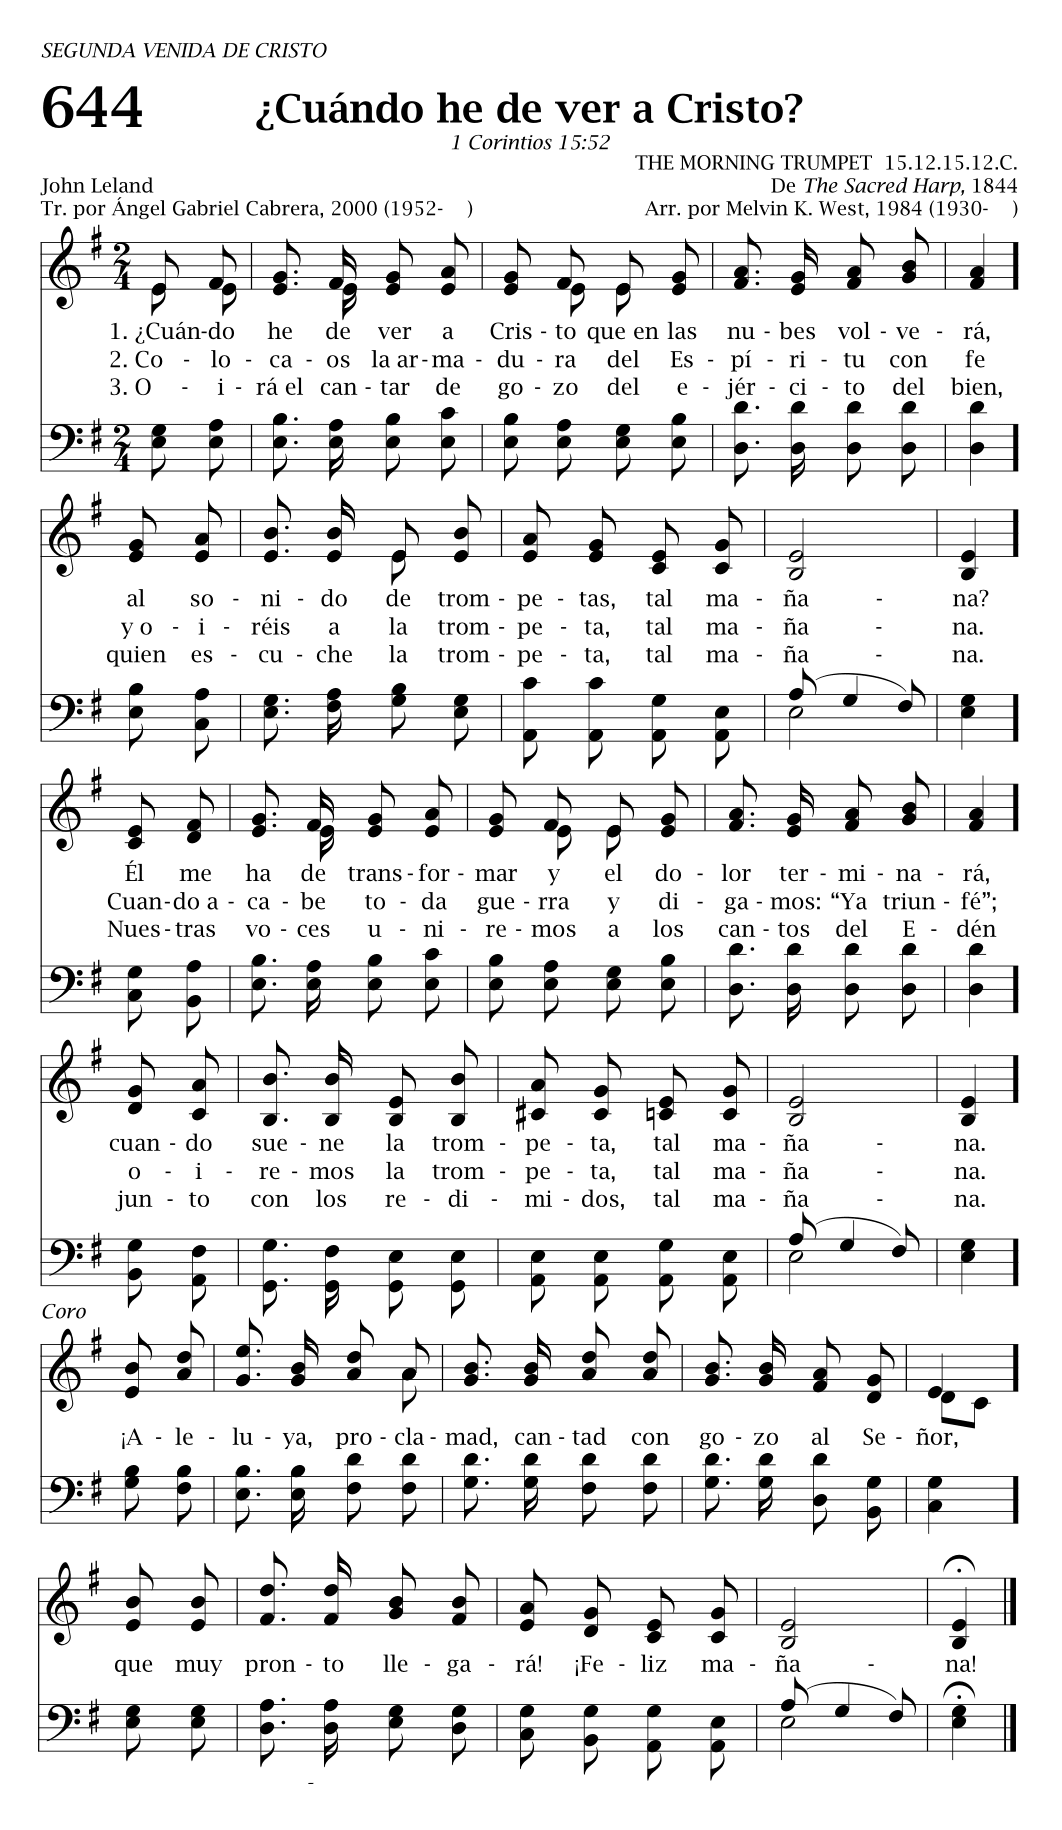 SEGUNDA VENIDA DE CRISTO
644 ¿Cuándo he de ver a Cristo?
1 Corintios 15:52
THE MORNING TRUMPET 15.12.15.12.C.
John Leland De The Sacred Harp, 1844
Tr. por Ángel Gabriel Cabrera, 2000 (1952- ) Arr. por Melvin K. West, 1984 (1930- )
1. ¿Cuán-do he de ver a Cris - to que en las nu - bes vol - ve - rá,
2. Co - lo - ca - os la ar - ma - du - ra del Es - pí - ri - tu con fe
3. O - i - rá el can - tar de go - zo del e - jér - ci - to del bien,
al so - ni - do de trom - pe - tas, tal ma - ña - na?
y o - i - réis a la trom - pe - ta, tal ma - ña - na.
quien es - cu - che la trom - pe - ta, tal ma - ña - na.
Él me ha de trans - for - mar y el do - lor ter - mi - na - rá,
Cuan - do a - ca - be to - da gue - rra y di - ga - mos: “Ya triun - fé”;
Nues - tras vo - ces u - ni - re - mos a los can - tos del E - dén
cuan - do sue - ne la trom - pe - ta, tal ma - ña - na.
o - i - re - mos la trom - pe - ta, tal ma - ña - na.
jun - to con los re - di - mi - dos, tal ma - ña - na.
Coro
¡A - le - lu - ya, pro - cla - mad, can - tad con go - zo al Se - ñor,
que muy pron - to lle - ga - rá! ¡Fe - liz ma - ña - na!